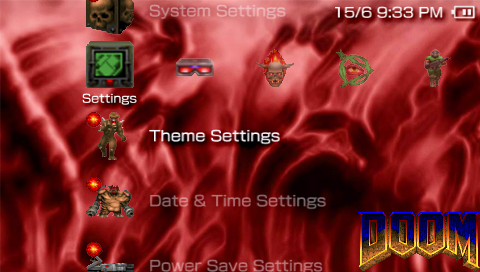 System Settings
15/6 9:33 PM
Settings
Theme Settings
Date & Time Settings
DOOM
Power Save Settings